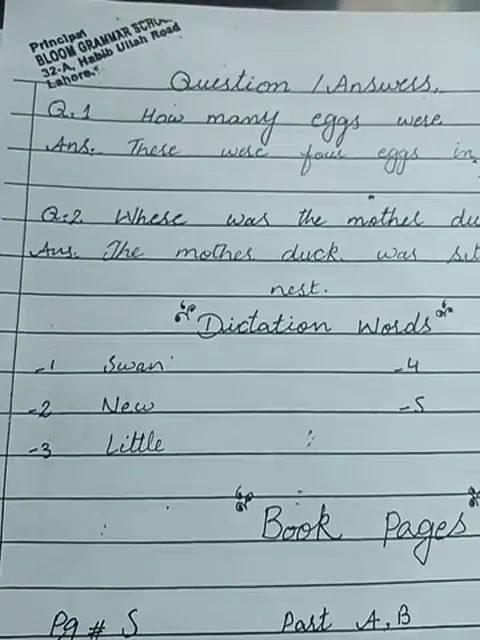 Principal
BLOOM GRAMMAR SCHOOL
32-A, Habib Ullah Road
Lahore.
Question / Answers.
Q.1 How many eggs were
Ans. There were four eggs in
Q:2 Where was the mother du
Ans. The mother duck was sit
nest.
Dictation Words
-1 Swan -4
-2 New -5
-3 Little
Book Pages
Pg # 5 Part A, B